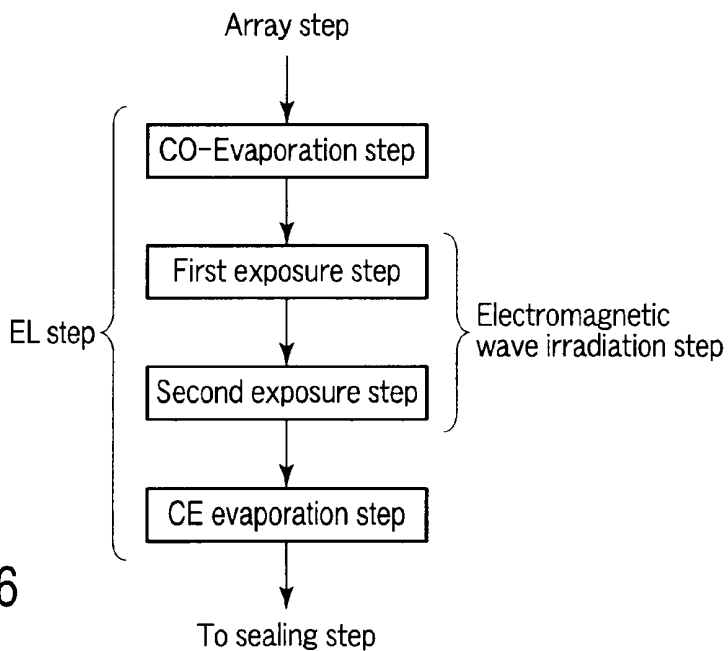 Array step
CO-Evaporation step
First exposure step
EL step
Electromagnetic
wave irradiation step
Second exposure step
CE evaporation step
6
To sealing step